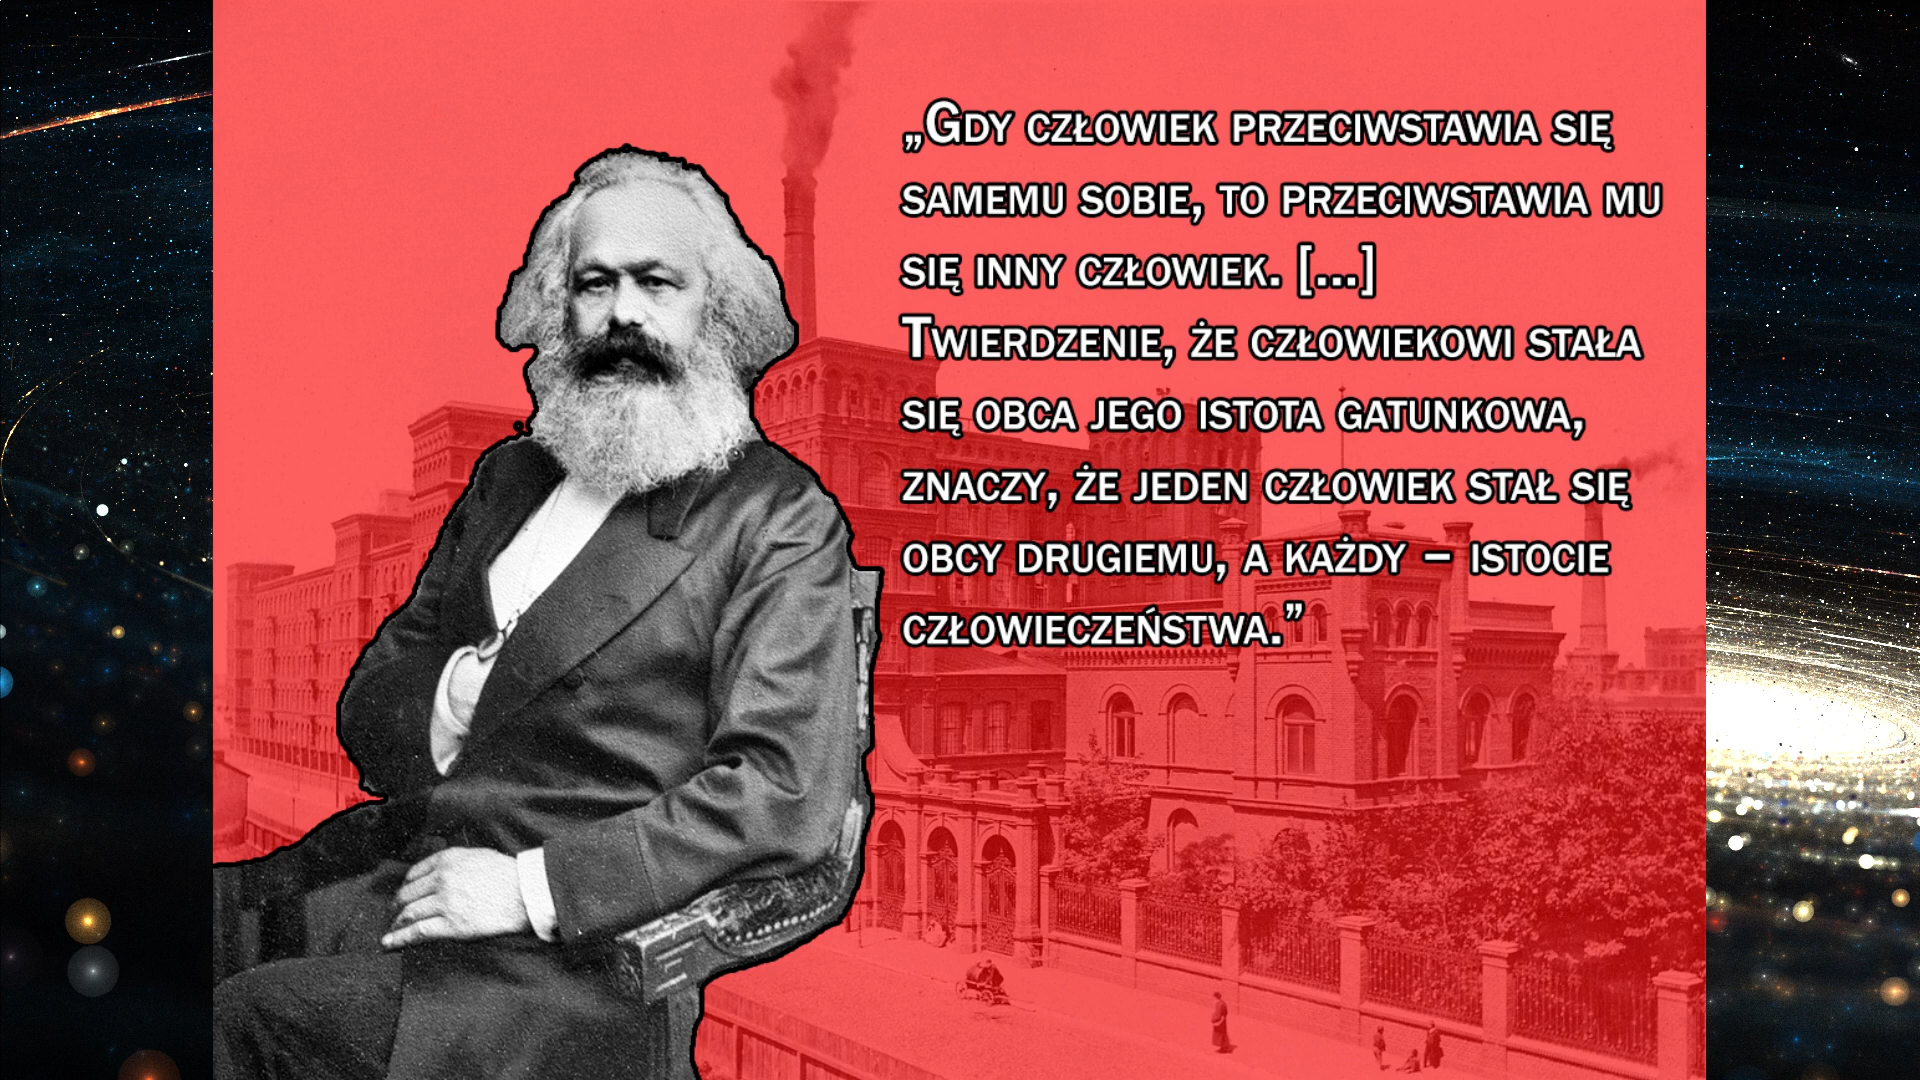 „Gdy człowiek przeciwstawia się
samemu sobie, to przeciwstawia mu
się inny człowiek. [...]
Twierdzenie, że człowiekowi stała
się obca jego istota gatunkowa,
znaczy, że jeden człowiek stał się
obcy drugiemu, a każdy – istocie
człowieczeństwa.”